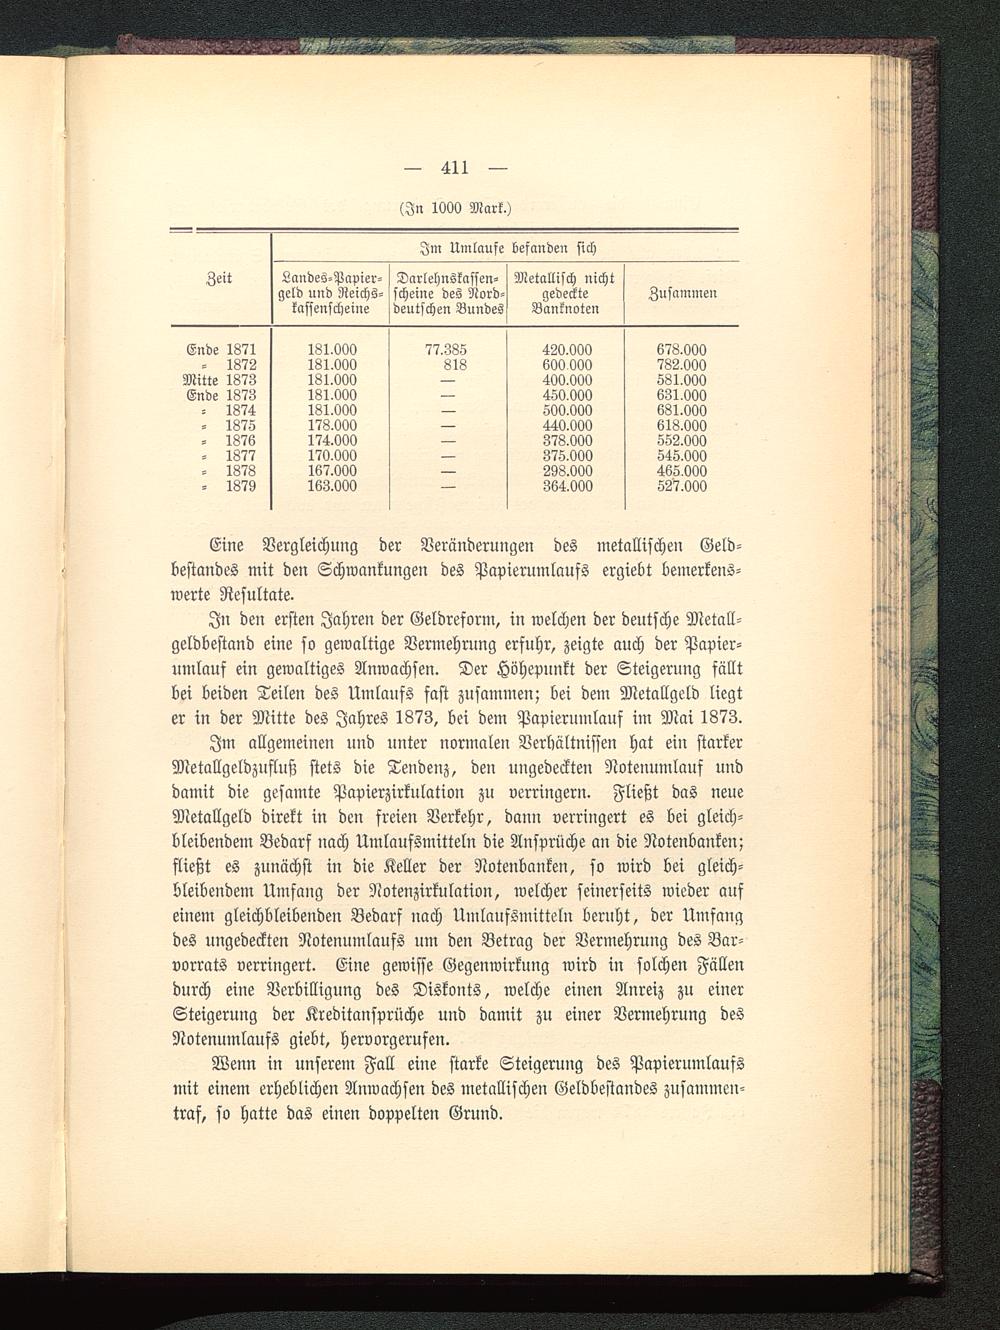 — 411 —
(In 1000 Mark.)
Zeit
Im Umlaufe befanden sich
Landes-Papier-
geld und Reichs-
kassenscheine
Darlehnskassen-
scheine des Nord-
deutschen Bundes
Metallisch nicht
gedeckte
Banknoten
Zusammen
Ende 1871 181.000 77.385 420.000 678.000
„ 1872 181.000 818 600.000 782.000
Mitte 1873 181.000 — 400.000 581.000
Ende 1873 181.000 — 450.000 631.000
„ 1874 181.000 — 500.000 681.000
„ 1875 178.000 — 440.000 618.000
„ 1876 174.000 — 378.000 552.000
„ 1877 170.000 — 375.000 545.000
„ 1878 167.000 — 298.000 465.000
„ 1879 163.000 — 364.000 527.000
Eine Vergleichung der Veränderungen des metallischen Geld-
bestandes mit den Schwankungen des Papierumlaufs ergiebt bemerkens-
werte Resultate.
In den ersten Jahren der Geldreform, in welchen der deutsche Metall-
geldbestand eine so gewaltige Vermehrung erfuhr, zeigte auch der Papier-
umlauf ein gewaltiges Anwachsen. Der Höhepunkt der Steigerung fällt
bei beiden Teilen des Umlaufs fast zusammen; bei dem Metallgeld liegt
er in der Mitte des Jahres 1873, bei dem Papierumlauf im Mai 1873.
Im allgemeinen und unter normalen Verhältnissen hat ein starker
Metallgeldzufluß stets die Tendenz, den ungedeckten Notenumlauf und
damit die gesamte Papierzirkulation zu verringern. Fließt das neue
Metallgeld direkt in den freien Verkehr, dann verringert es bei gleich-
bleibendem Bedarf nach Umlaufsmitteln die Ansprüche an die Notenbanken;
fließt es zunächst in die Keller der Notenbanken, so wird bei gleich-
bleibendem Umfang der Notenzirkulation, welcher seinerseits wieder auf
einem gleichbleibenden Bedarf nach Umlaufsmitteln beruht, der Umfang
des ungedeckten Notenumlaufs um den Betrag der Vermehrung des Bar-
vorrats verringert. Eine gewisse Gegenwirkung wird in solchen Fällen
durch eine Verbilligung des Diskonts, welche einen Anreiz zu einer
Steigerung der Kreditansprüche und damit zu einer Vermehrung des
Notenumlaufs giebt, hervorgerufen.
Wenn in unserem Fall eine starke Steigerung des Papierumlaufs
mit einem erheblichen Anwachsen des metallischen Geldbestandes zusammen-
traf, so hatte das einen doppelten Grund.